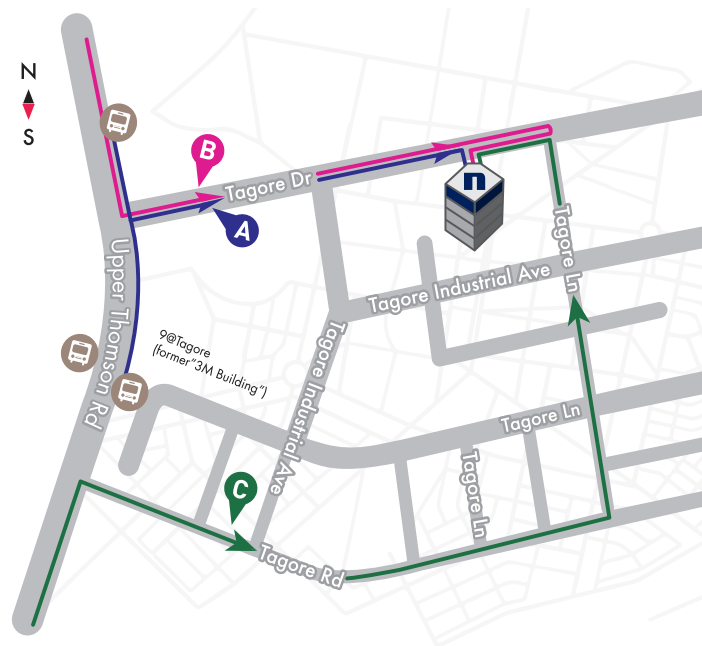 N
S
B
Tagore Dr
A
n
Tagore Ln
Upper Thomson Rd
Tagore Industrial Ave
9@Tagore
(former"3M Building")
Tagore Industrial Ave
Tagore Ln
Tagore Ln
C
Tagore Rd